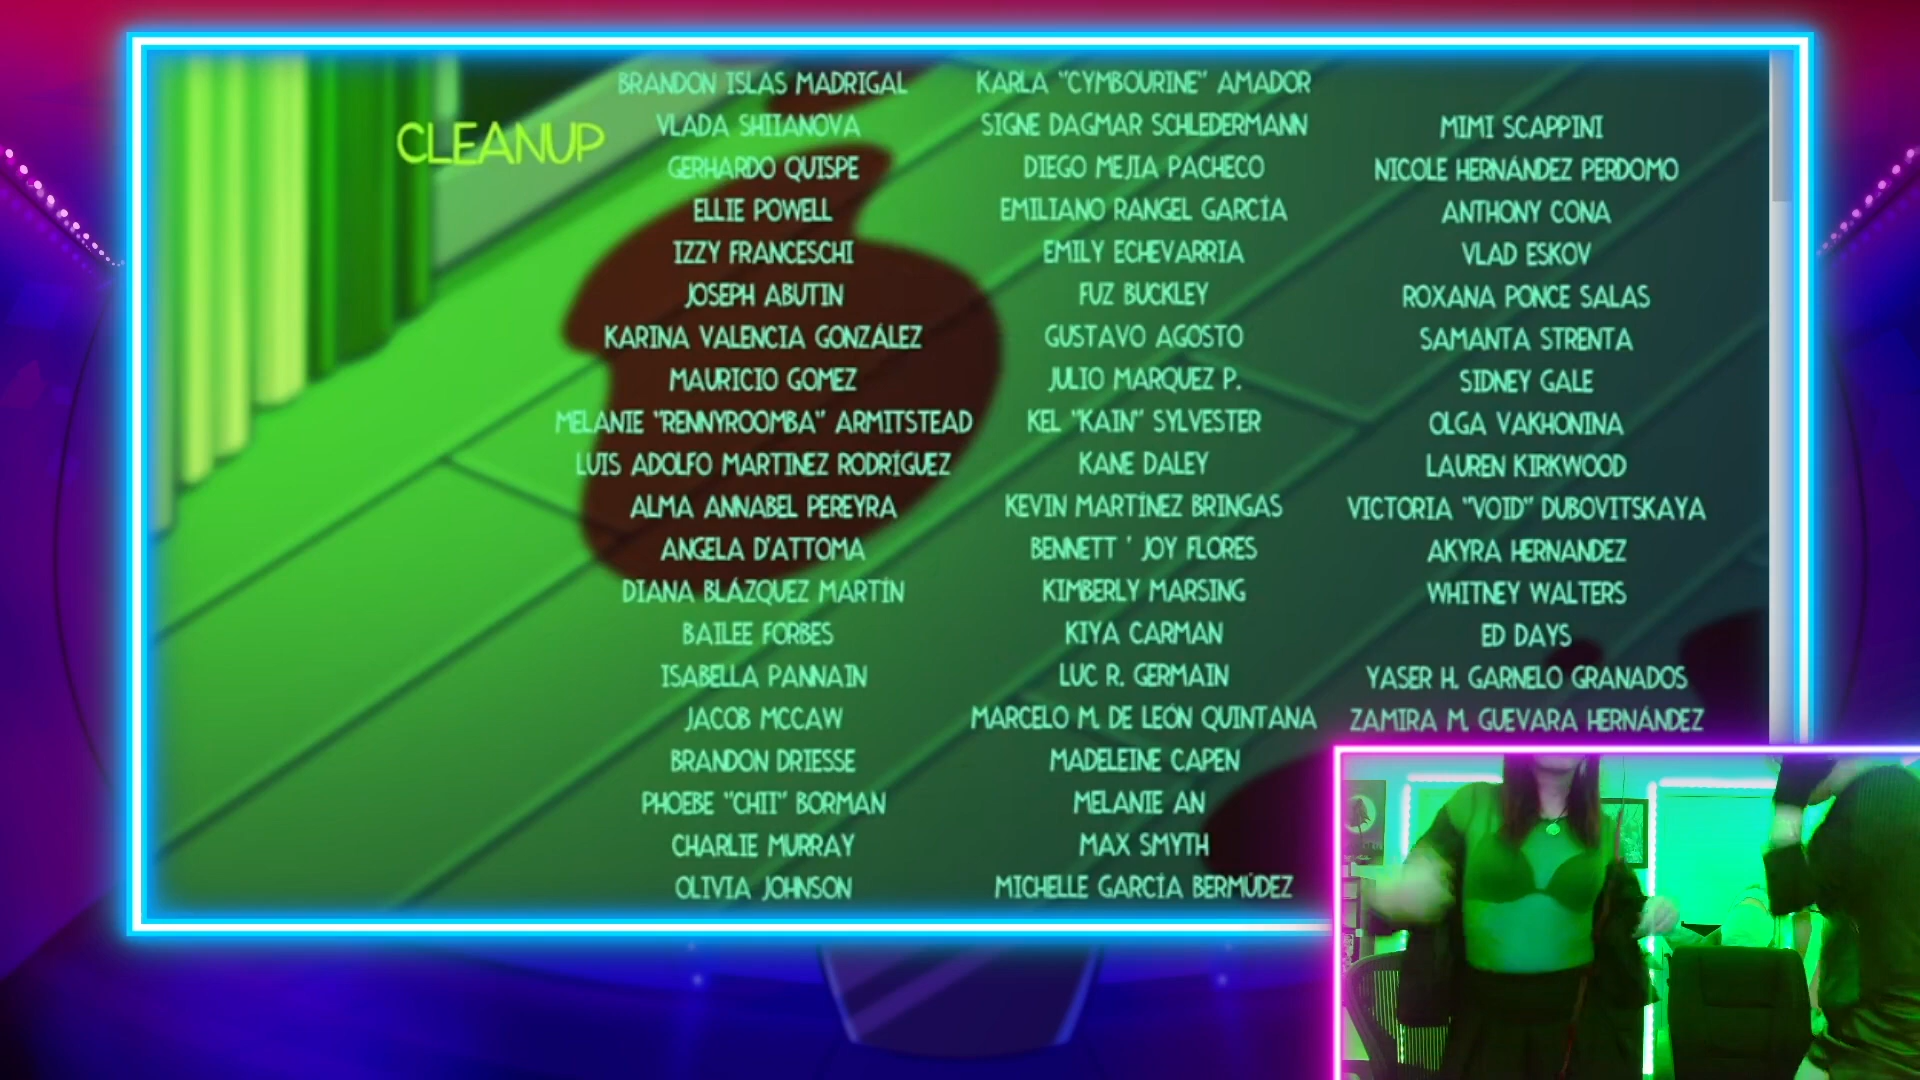 CLEANUP
BRANDON ISLAS MADRIGAL
VLADA SHIIANOVA
GERHARDO QUISPE
ELLIE POWELL
IZZY FRANCESCHI
JOSEPH ABUTIN
KARINA VALENCIA GONZÁLEZ
MAURICIO GOMEZ
MELANIE "RENNYROOMBA" ARMITSTEAD
LUIS ADOLFO MARTINEZ RODRÍGUEZ
ALMA ANNABEL PEREYRA
ANGELA D'ATTOMA
DIANA BLÁZQUEZ MARTÍN
BAILEE FORBES
ISABELLA PANNAIN
JACOB MCCAW
BRANDON DRIESSE
PHOEBE "CHII" BORMAN
CHARLIE MURRAY
OLIVIA JOHNSON
KARLA "CYMBOURINE" AMADOR
SIGNE DAGMAR SCHLEDERMANN
DIEGO MEJIA PACHECO
EMILIANO RANGEL GARCÍA
EMILY ECHEVARRIA
FUZ BUCKLEY
GUSTAVO AGOSTO
JULIO MARQUEZ P.
KEL "KAIN" SYLVESTER
KANE DALEY
KEVIN MARTÍNEZ BRINGAS
BENNETT ' JOY FLORES
KIMBERLY MARSING
KIYA CARMAN
LUC R. GERMAIN
MARCELO M. DE LEÓN QUINTANA
MADELEINE CAPEN
MELANIE AN
MAX SMYTH
MICHELLE GARCÍA BERMÚDEZ
MIMI SCAPPINI
NICOLE HERNÁNDEZ PERDOMO
ANTHONY CONA
VLAD ESKOV
ROXANA PONCE SALAS
SAMANTA STRENTA
SIDNEY GALE
OLGA VAKHONINA
LAUREN KIRKWOOD
VICTORIA "VOID" DUBOVITSKAYA
AKYRA HERNANDEZ
WHITNEY WALTERS
ED DAYS
YASER H. GARNELO GRANADOS
ZAMIRA M. GUEVARA HERNÁNDEZ